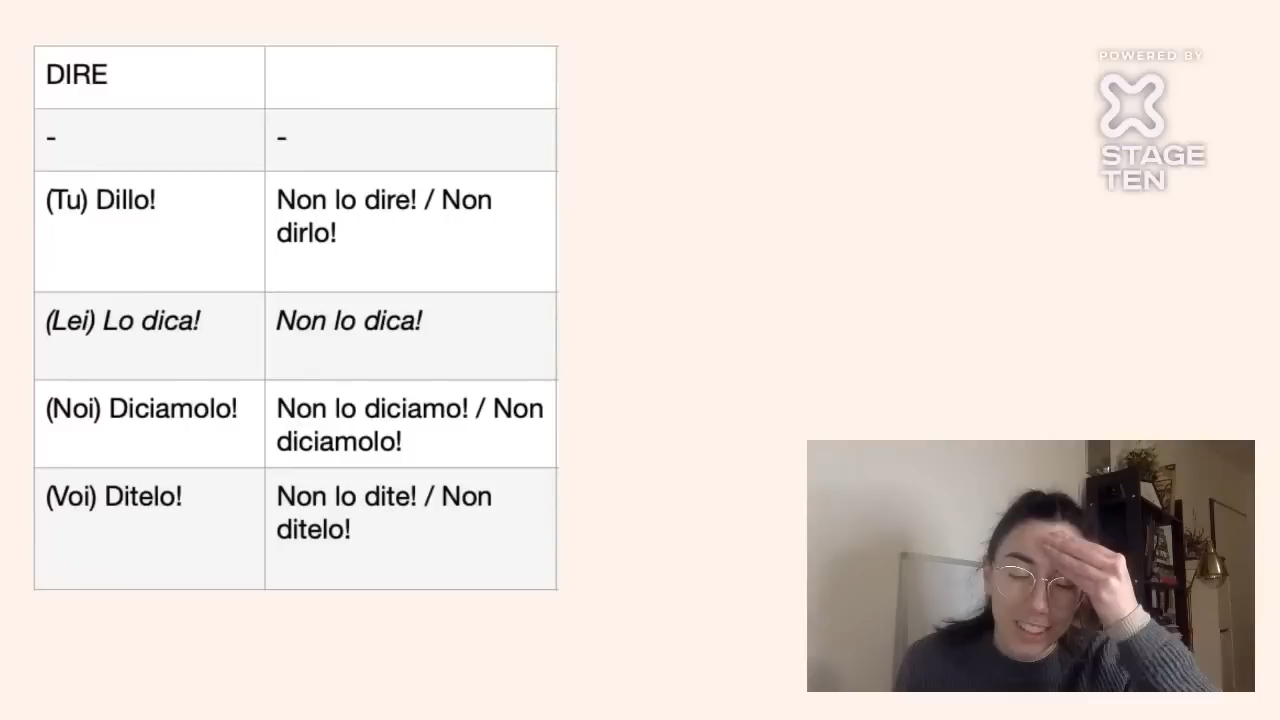 DIRE
-
-
(Tu) Dillo!
Non lo dire! / Non
dirlo!
(Lei) Lo dica!
Non lo dica!
(Noi) Diciamolo!
Non lo diciamo! / Non
diciamolo!
(Voi) Ditelo!
Non lo dite! / Non
ditelo!
POWERED BY
STAGE
TEN